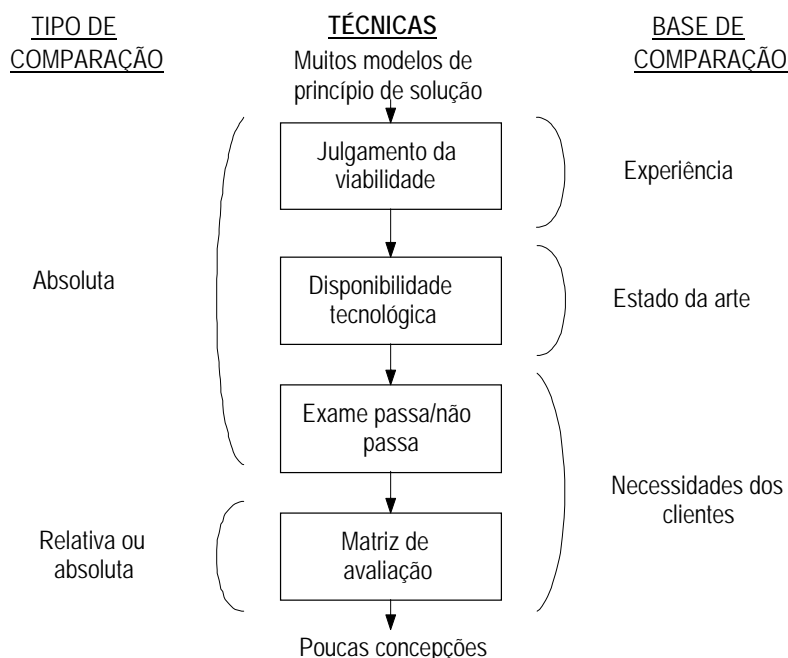 TIPO DE
COMPARAÇÃO
TÉCNICAS
BASE DE
COMPARAÇÃO
Muitos modelos de
princípio de solução
Julgamento da
viabilidade
Experiência
Absoluta
Disponibilidade
tecnológica
Estado da arte
Exame passa/não
passa
Necessidades dos
clientes
Relativa ou
absoluta
Matriz de
avaliação
Poucas concepções